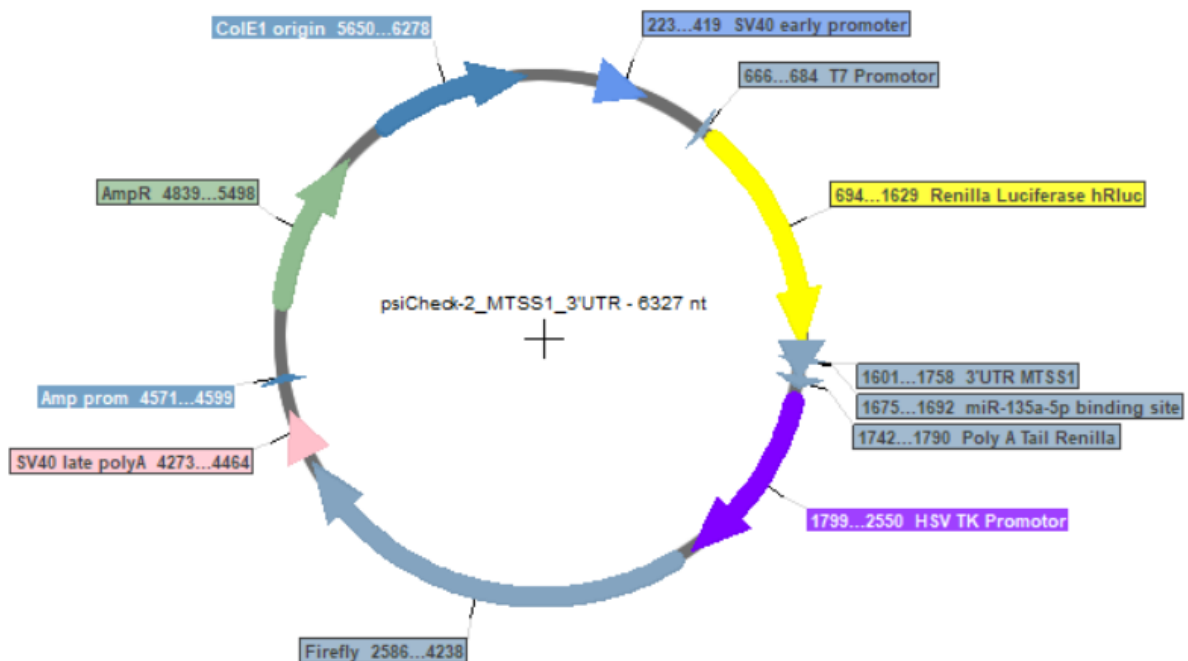 ColE1 origin 5650...6278
223...419 SV40 early promoter
666...684 T7 Promotor
AmpR 4839...5498
694...1629 Renilla Luciferase hRluc
psiCheck-2_MTSS1_3'UTR - 6327 nt
1601...1758 3'UTR MTSS1
Amp prom 4571...4599
1675...1692 miR-135a-5p binding site
1742...1790 Poly A Tail Renilla
SV40 late polyA 4273...4464
1799...2550 HSV TK Promotor
Firefly 2586...4238